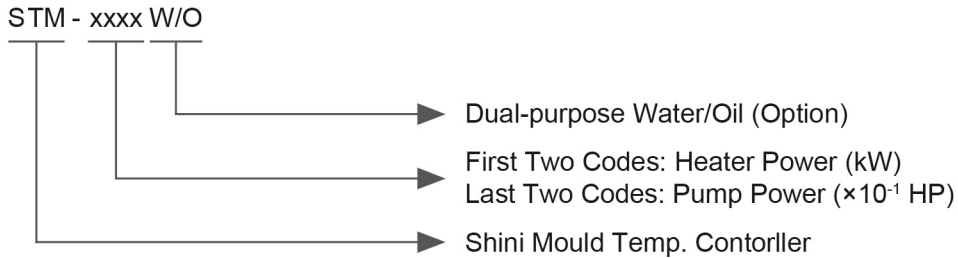 STM - xxxx W/O
Dual-purpose Water/Oil (Option)
First Two Codes: Heater Power (kW)
Last Two Codes: Pump Power (×10⁻¹ HP)
Shini Mould Temp. Contorller